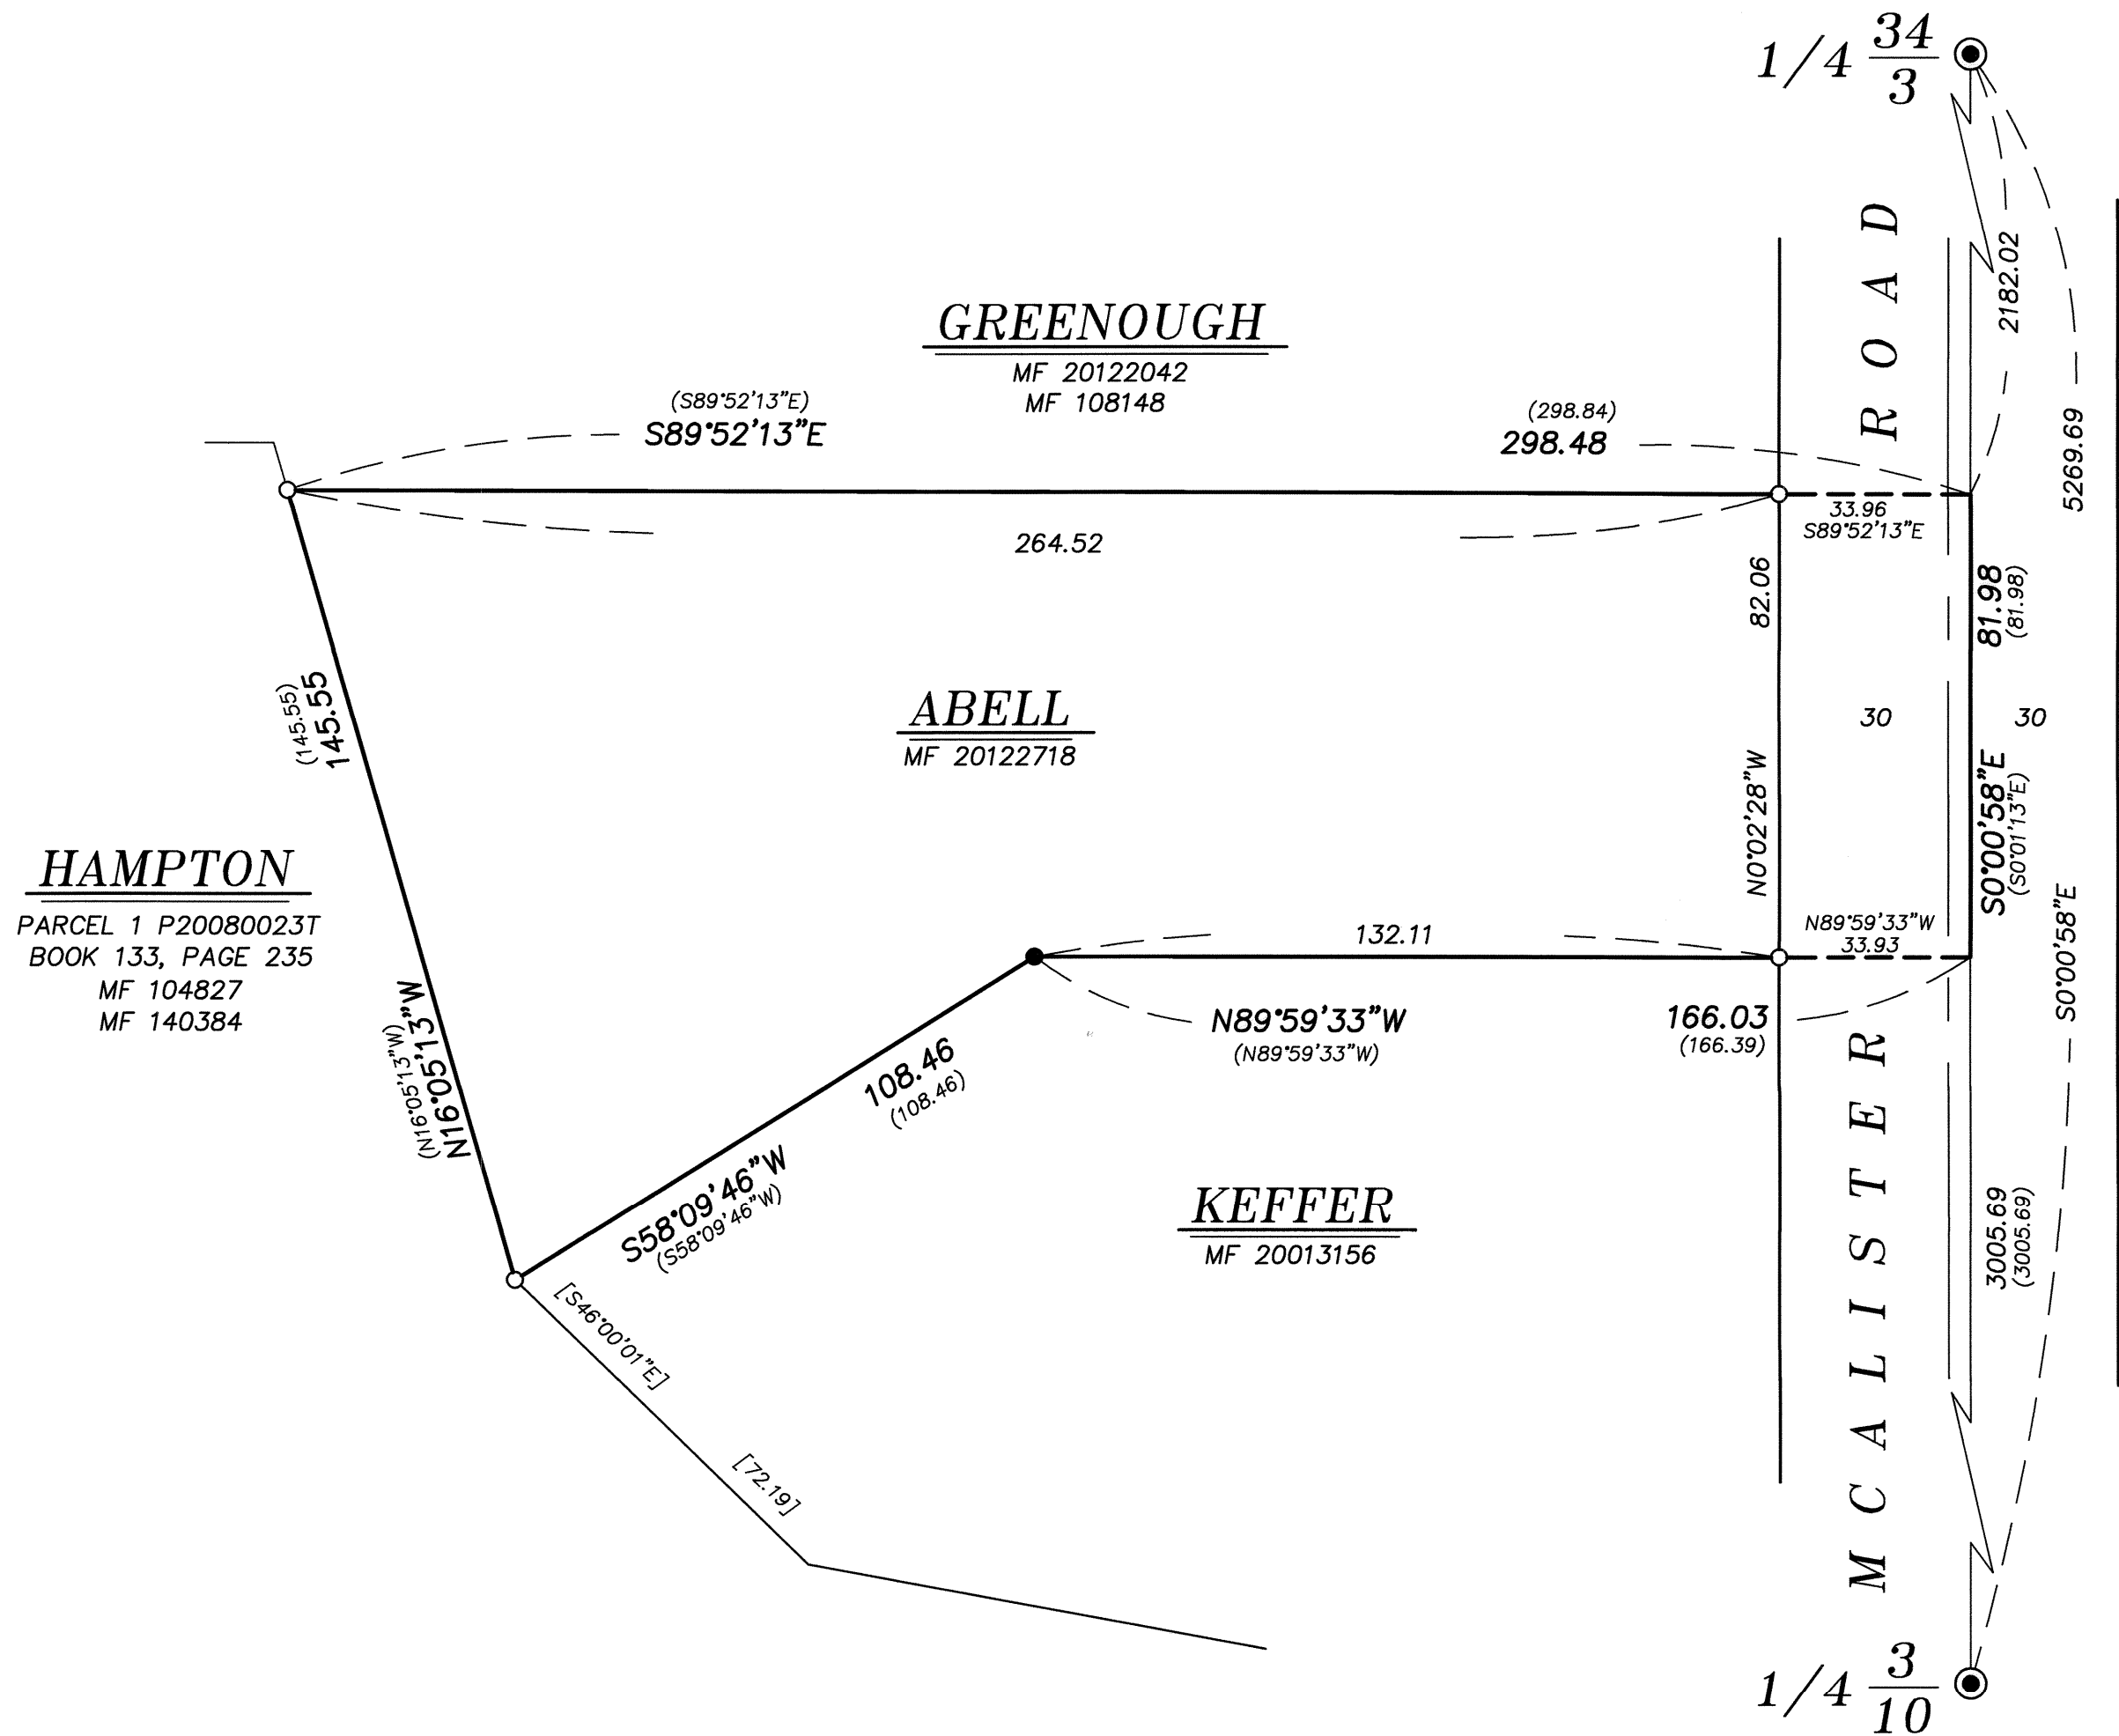 1/4 34/3
ROAD
2182.02
5269.69
GREENOUGH
MF 20122042
MF 108148
(S89°52'13"E)
S89°52'13"E
(298.84)
298.48
33.96
S89°52'13"E
264.52
82.06
81.98
(81.98)
(145.55)
145.55
ABELL
MF 20122718
30
30
N0°02'28"W
S0°00'58"E
(S0°01'13"E)
HAMPTON
PARCEL 1 P20080023T
BOOK 133, PAGE 235
MF 104827
MF 140384
132.11
N89°59'33"W
33.93
S0°00'58"E
N16°05'13"W
(N16°05'13"W)
108.46
(108.46)
N89°59'33"W
(N89°59'33"W)
166.03
(166.39)
S58°09'46"W
(S58°09'46"W)
KEFFER
MF 20013156
MCALISTER
3005.69
(3005.69)
[S46°00'01"E]
[72.19]
1/4 3/10